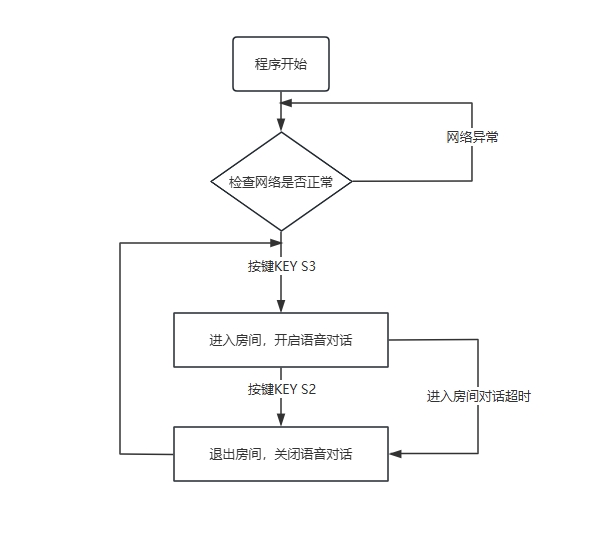 程序开始
网络异常
检查网络是否正常
按键KEY S3
进入房间，开启语音对话
按键KEY S2
进入房间对话超时
退出房间，关闭语音对话